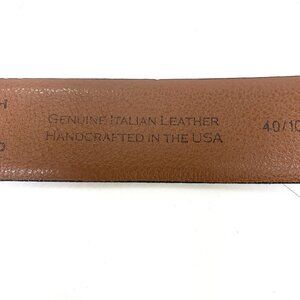 H
GENUINE ITALIAN LEATHER
HANDCRAFTED IN THE USA
40/10